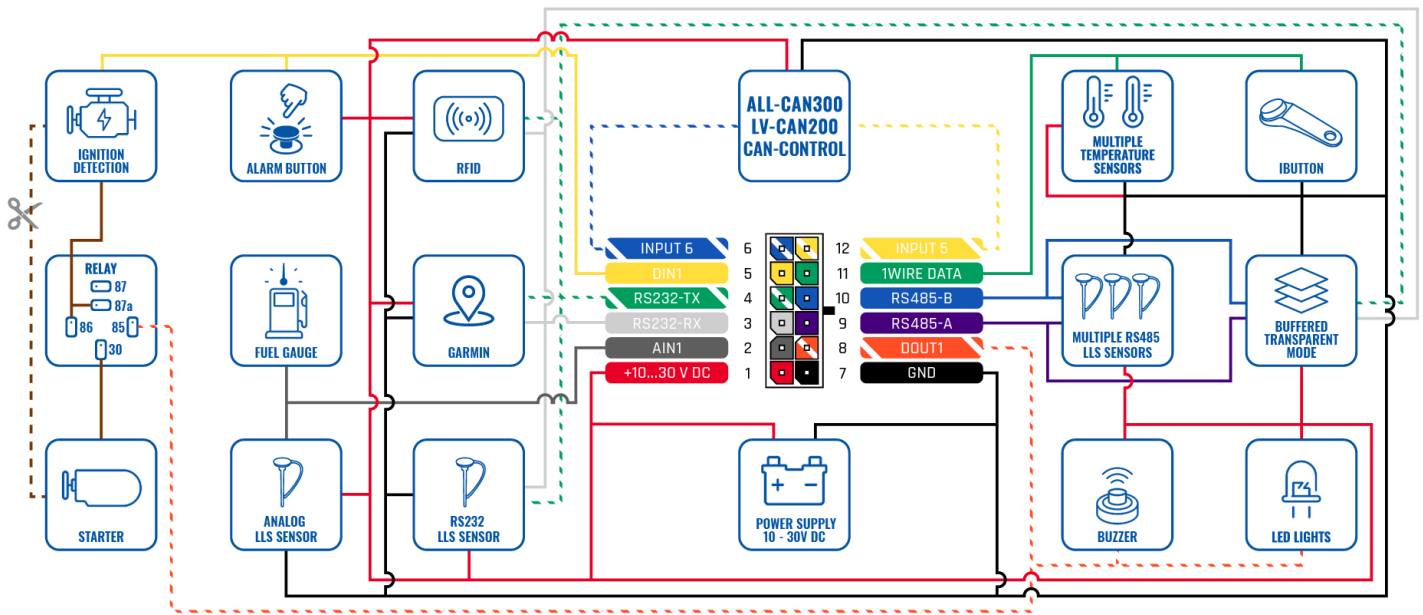 IGNITION
DETECTION
ALARM BUTTON
RFID
ALL-CAN300
LV-CAN200
CAN-CONTROL
MULTIPLE
TEMPERATURE
SENSORS
IBUTTON
RELAY
87
87a
86
85
30
FUEL GAUGE
GARMIN
INPUT 6
6
12
INPUT 5
DIN1
5
11
1WIRE DATA
RS232-TX
4
10
RS485-B
RS232-RX
3
9
RS485-A
AIN1
2
8
DOUT1
+10...30 V DC
1
7
GND
MULTIPLE RS485
LLS SENSORS
BUFFERED
TRANSPARENT
MODE
STARTER
ANALOG
LLS SENSOR
RS232
LLS SENSOR
POWER SUPPLY
10 - 30V DC
BUZZER
LED LIGHTS